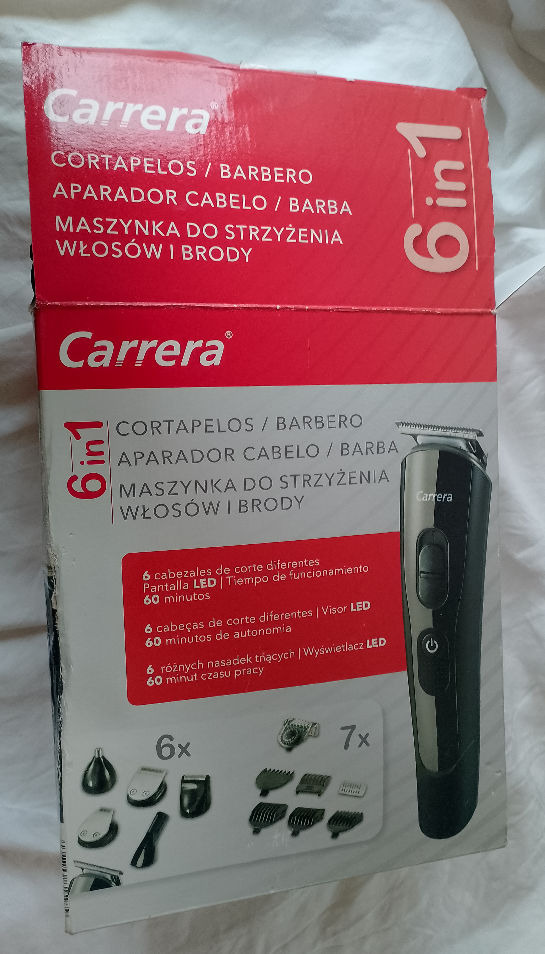 Carrera®
CORTAPELOS / BARBERO
APARADOR CABELO / BARBA
MASZYNKA DO STRZYŻENIA
WŁOSÓW I BRODY
6 in 1
Carrera®
6 in 1
CORTAPELOS / BARBERO
APARADOR CABELO / BARBA
MASZYNKA DO STRZYŻENIA
WŁOSÓW I BRODY
Carrera
6 cabezales de corte diferentes
Pantalla LED | Tiempo de funcionamiento
60 minutos
6 cabeças de corte diferentes | Visor LED
60 minutos de autonomia
6 różnych nasadek tnących | Wyświetlacz LED
60 minut czasu pracy
6x
7x